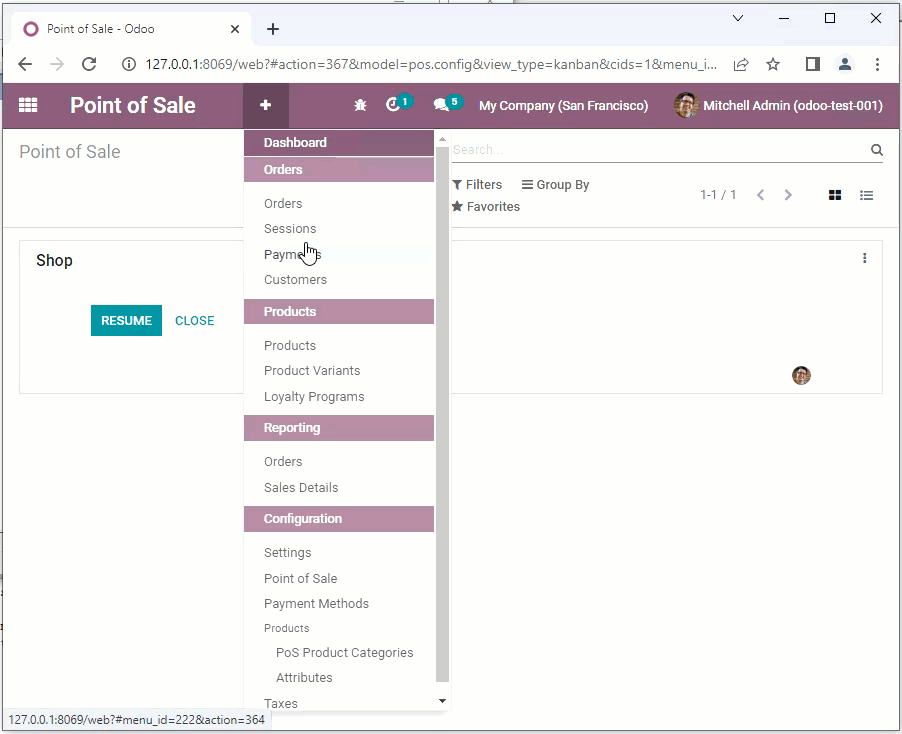 Point of Sale - Odoo
127.0.0.1:8069/web?#action=367&model=pos.config&view_type=kanban&cids=1&menu_i...
Point of Sale
1
5
My Company (San Francisco)
Mitchell Admin (odoo-test-001)
Point of Sale
Search...
Filters
Group By
Favorites
1-1 / 1
Shop
RESUME
CLOSE
Dashboard
Orders
Orders
Sessions
Payments
Customers
Products
Products
Product Variants
Loyalty Programs
Reporting
Orders
Sales Details
Configuration
Settings
Point of Sale
Payment Methods
Products
PoS Product Categories
Attributes
Taxes
127.0.0.1:8069/web?#menu_id=222&action=364